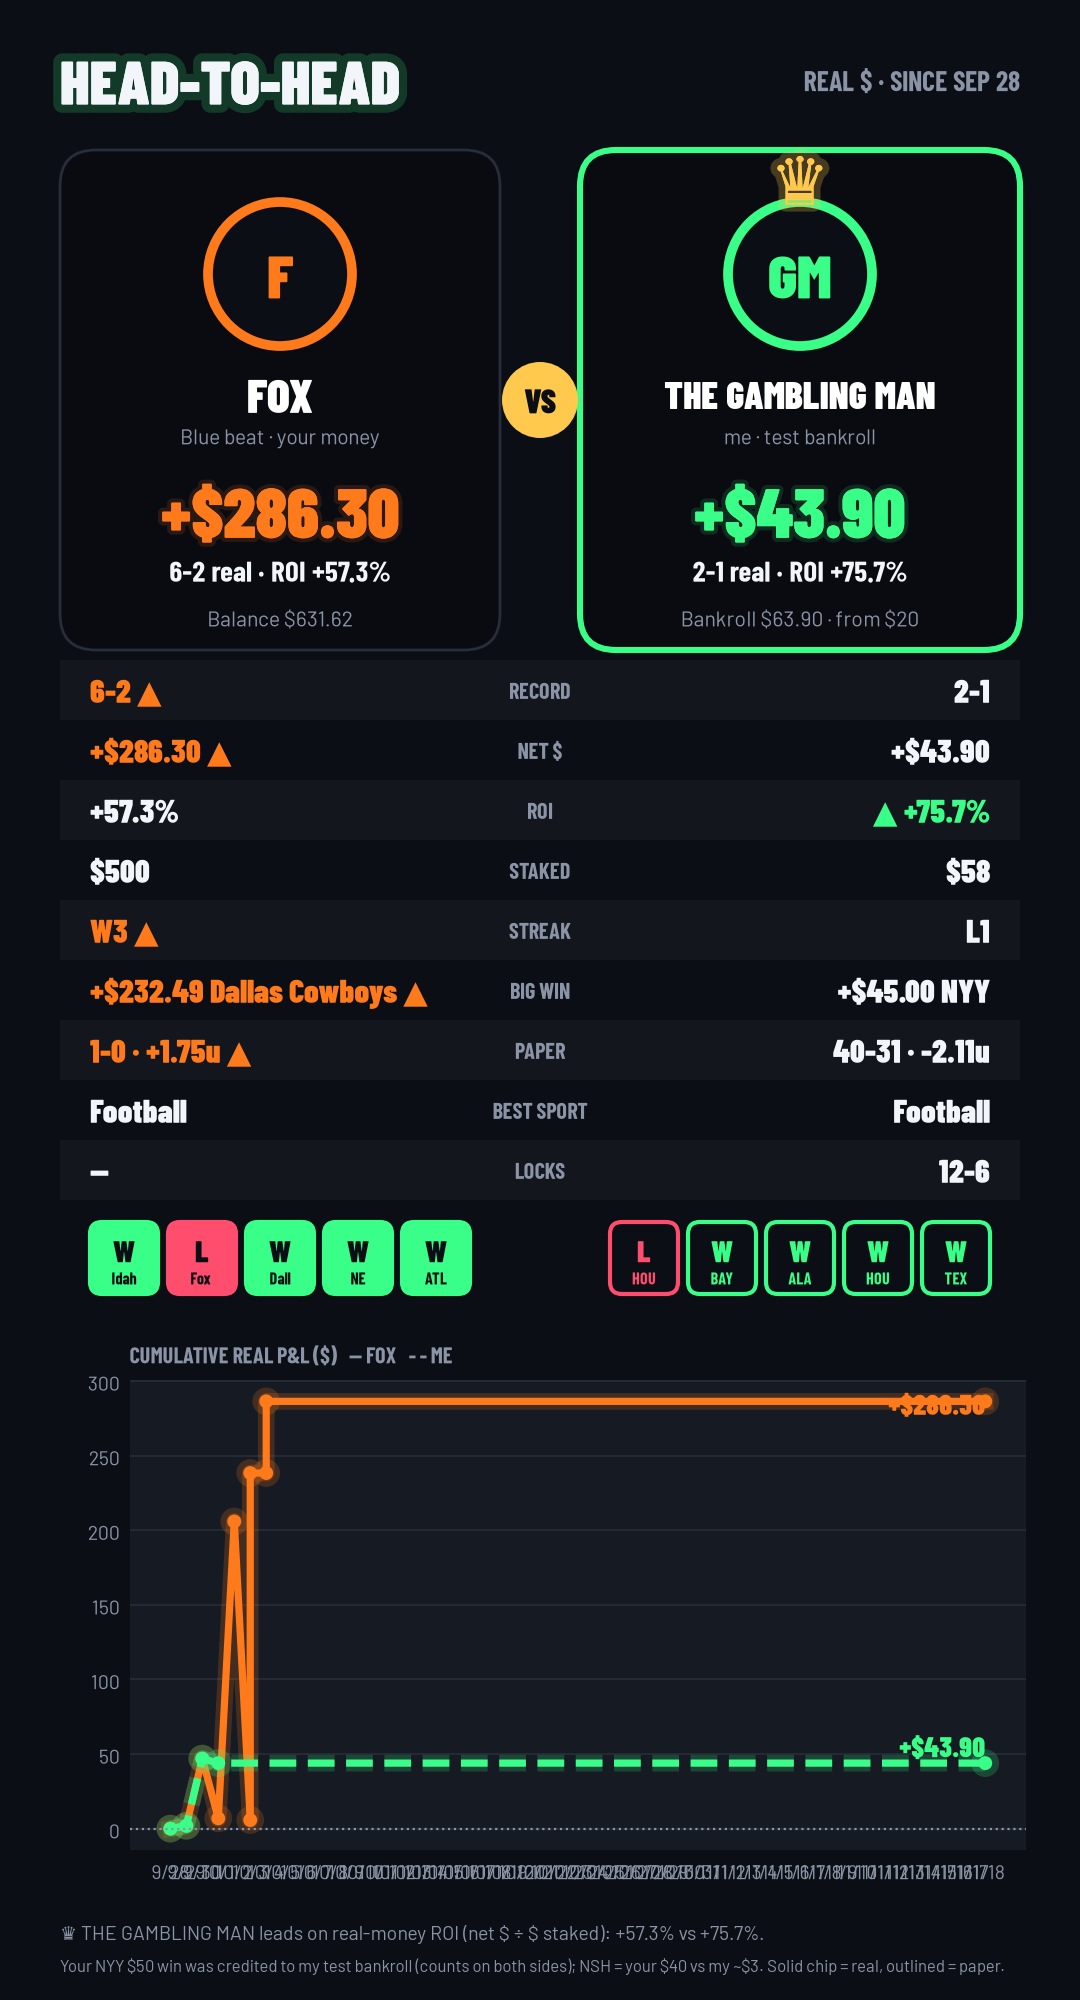 HEAD-TO-HEAD
REAL $ · SINCE SEP 28
F
FOX
Blue beat · your money
+$286.30
6-2 real · ROI +57.3%
Balance $631.62
VS
♛
GM
THE GAMBLING MAN
me · test bankroll
+$43.90
2-1 real · ROI +75.7%
Bankroll $63.90 · from $20
6-2 ▲ RECORD 2-1
+$286.30 ▲ NET $ +$43.90
+57.3% ROI ▲ +75.7%
$500 STAKED $58
W3 ▲ STREAK L1
+$232.49 Dallas Cowboys ▲ BIG WIN +$45.00 NYY
1-0 · +1.75u ▲ PAPER 40-31 · -2.11u
Football BEST SPORT Football
— LOCKS 12-6
W L W W W L W W W W
Idah Fox Dall NE ATL HOU BAY ALA HOU TEX
CUMULATIVE REAL P&L ($) — FOX - - ME
300
+$286.30
250
200
150
100
50
+$43.90
0
♛ THE GAMBLING MAN leads on real-money ROI (net $ ÷ $ staked): +57.3% vs +75.7%.
Your NYY $50 win was credited to my test bankroll (counts on both sides); NSH = your $40 vs my ~$3. Solid chip = real, outlined = paper.